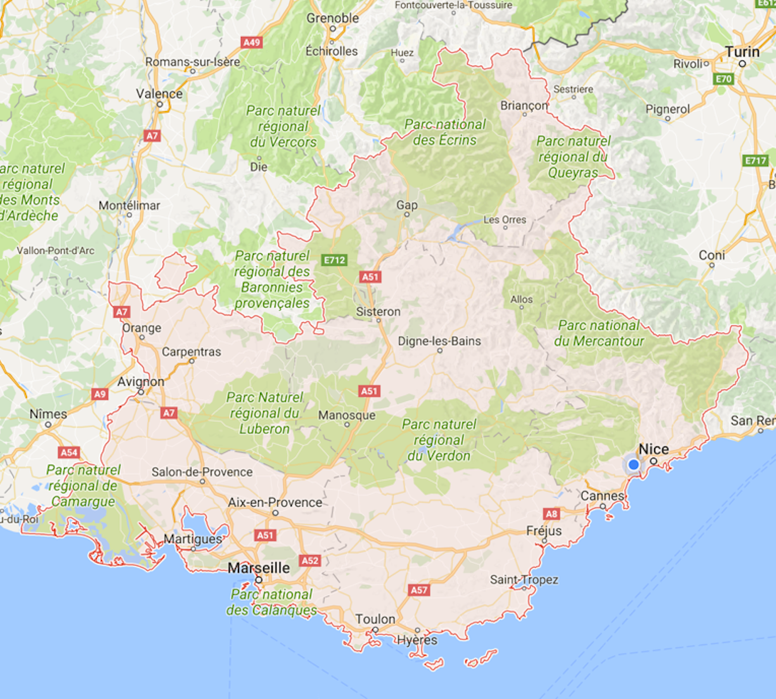 Fontcouverte-la-Toussuire
E612
Grenoble
A49
Échirolles
Huez
Turin
Romans-sur-Isère
Rivoli
E70
Valence
Sestriere
Briançon
Pignerol
Parc naturel
régional
du Vercors
Parc national
des Écrins
A7
Parc naturel
régional du
Queyras
E717
Die
arc naturel
régional
des Monts
d'Ardèche
Montélimar
Gap
Les Orres
Vallon-Pont-d'Arc
Coni
Parc naturel
régional des
Baronnies
provençales
E712
A51
Allos
A7
Sisteron
Orange
Parc national
du Mercantour
Digne-les-Bains
Carpentras
Avignon
A9
A51
Parc Naturel
régional du
Luberon
Nîmes
A7
Manosque
Parc naturel
régional
du Verdon
San Rer
A54
Nice
Parc naturel
régional de
Camargue
Salon-de-Provence
Cannes
Aix-en-Provence
u-du-Roi
A8
Fréjus
Martigues
A51
A52
Marseille
Saint-Tropez
A57
Parc national
des Calanques
Toulon
Hyères